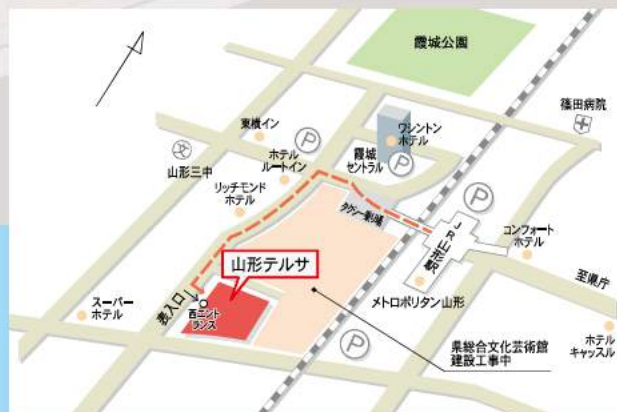 霞城公園
篠田病院
東横イン
P
ワシントン
ホテル
文
山形三中
ホテル
ルートイン
霞城
セントラル
P
P
リッチモンド
ホテル
タクシー乗場
JR山形駅
コンフォート
ホテル
山形テルサ
至県庁
スーパー
ホテル
表入口
西エント
ランス
メトロポリタン山形
県総合文化芸術館
建設工事中
P
ホテル
キャッスル